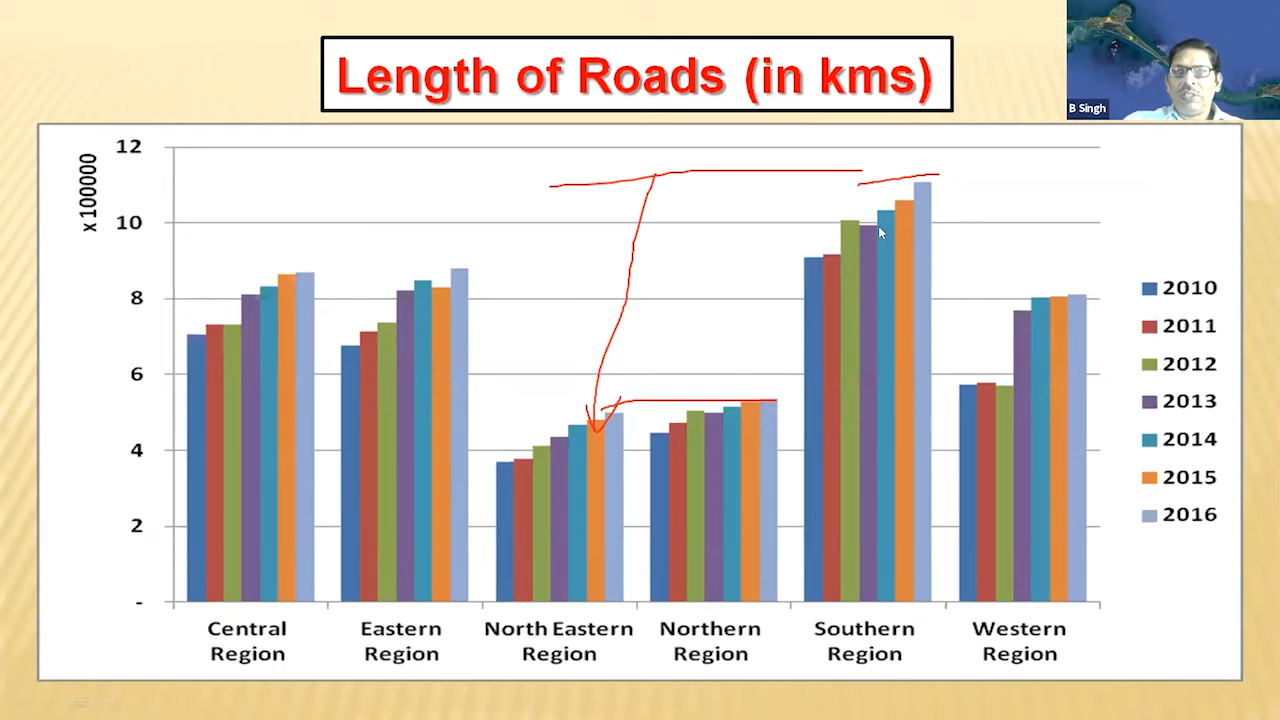 Length of Roads (in kms)
B Singh
x 100000
12
10
8
6
4
2
-
Central Region
Eastern Region
North Eastern Region
Northern Region
Southern Region
Western Region
2010
2011
2012
2013
2014
2015
2016